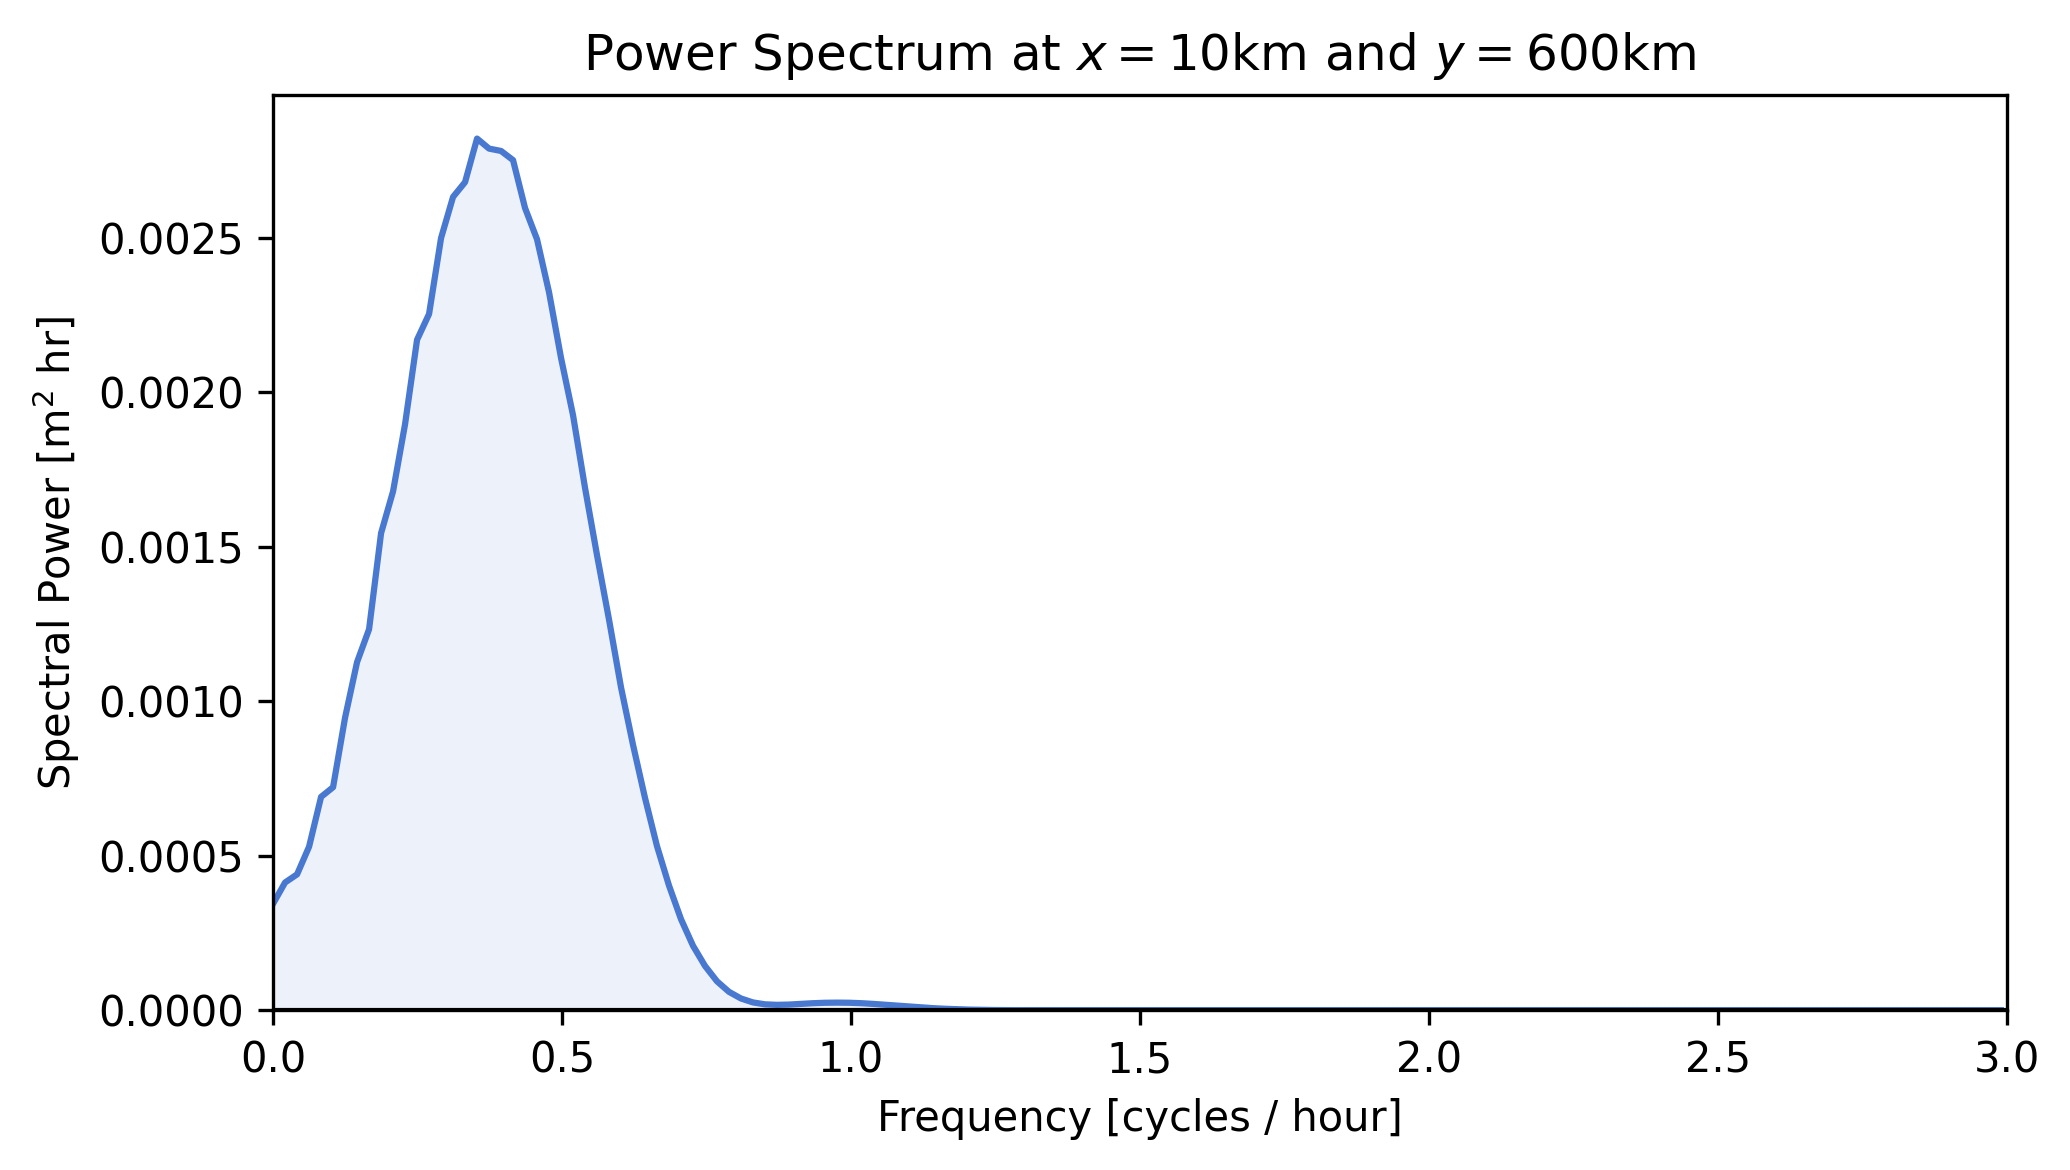 Power Spectrum at x = 10km and y = 600km
Spectral Power [m² hr]
0.0025
0.0020
0.0015
0.0010
0.0005
0.0000
0.0 0.5 1.0 1.5 2.0 2.5 3.0
Frequency [cycles / hour]